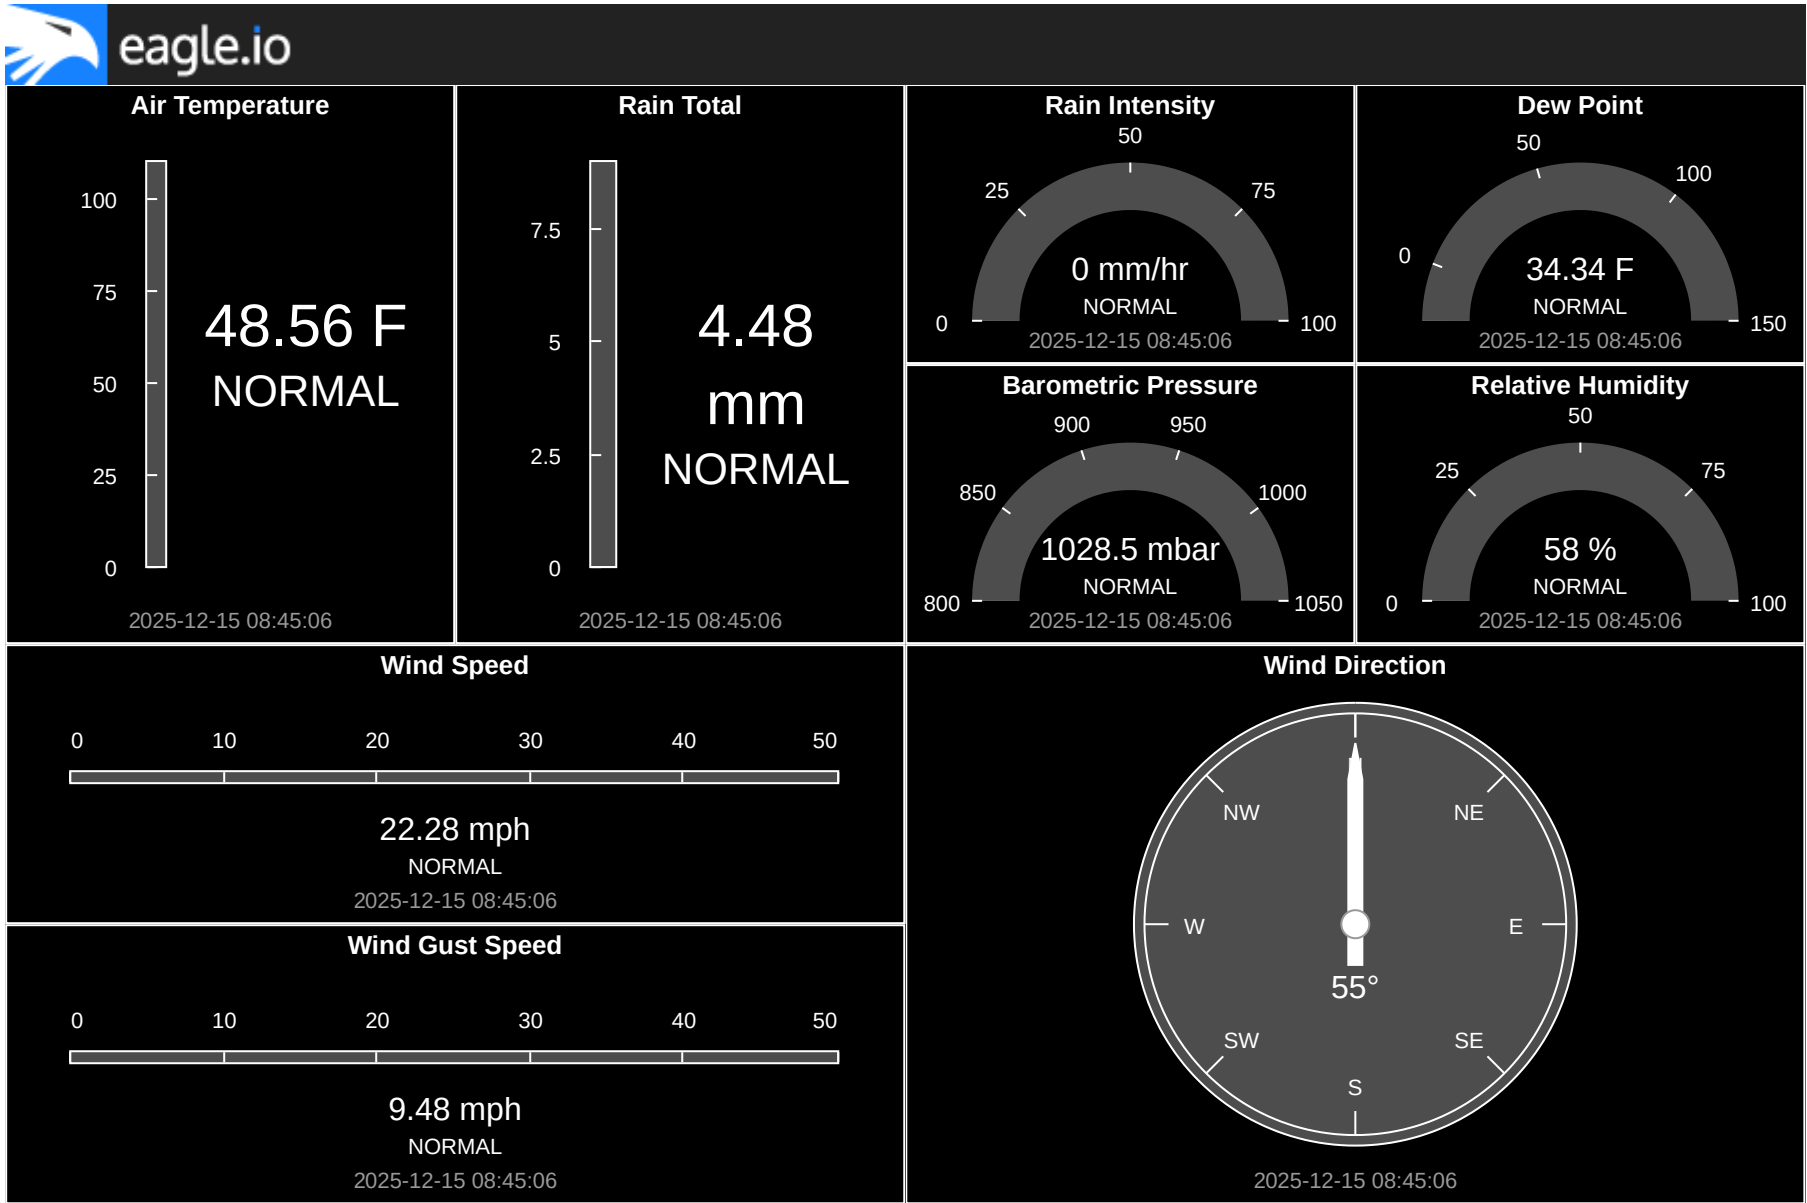 eagle.io
Air Temperature
100
75
50
25
0
48.56 F
NORMAL
2025-12-15 08:45:06
Rain Total
7.5
5
2.5
0
4.48
mm
NORMAL
2025-12-15 08:45:06
Rain Intensity
0
25
50
75
100
0 mm/hr
NORMAL
2025-12-15 08:45:06
Dew Point
0
50
100
150
34.34 F
NORMAL
2025-12-15 08:45:06
Barometric Pressure
800
850
900
950
1000
1050
1028.5 mbar
NORMAL
2025-12-15 08:45:06
Relative Humidity
0
25
50
75
100
58 %
NORMAL
2025-12-15 08:45:06
Wind Speed
0 10 20 30 40 50
22.28 mph
NORMAL
2025-12-15 08:45:06
Wind Gust Speed
0 10 20 30 40 50
9.48 mph
NORMAL
2025-12-15 08:45:06
Wind Direction
NW NE
W E
55°
SW SE
S
2025-12-15 08:45:06